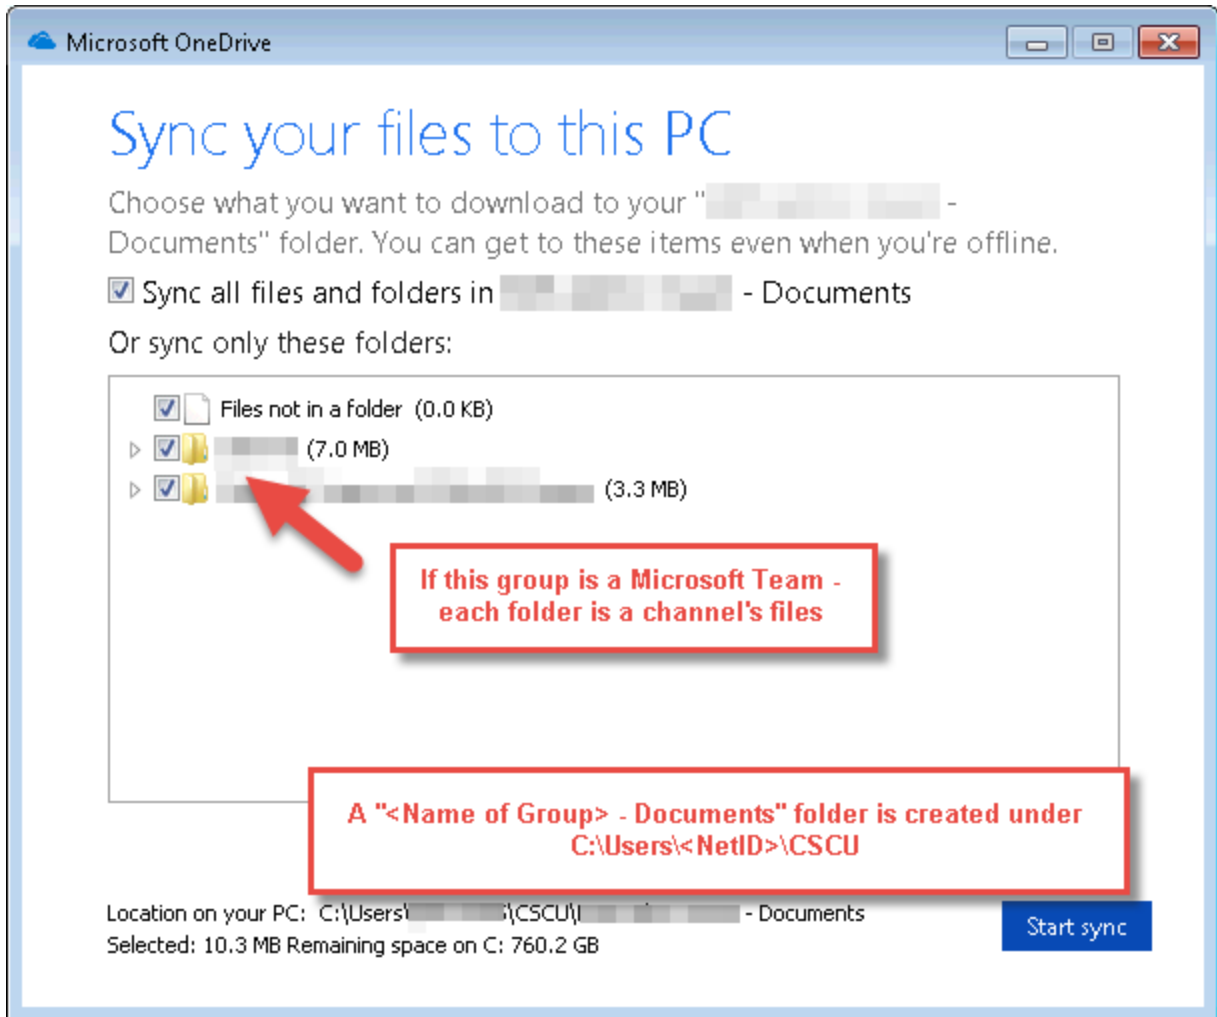 Microsoft OneDrive
Sync your files to this PC
Choose what you want to download to your " -
Documents" folder. You can get to these items even when you're offline.
Sync all files and folders in - Documents
Or sync only these folders:
Files not in a folder (0.0 KB)
(7.0 MB)
(3.3 MB)
If this group is a Microsoft Team -
each folder is a channel's files
A "<Name of Group> - Documents" folder is created under
C:\Users\<NetID>\CSCU
Location on your PC: C:\Users\ \CSCU\ - Documents
Selected: 10.3 MB Remaining space on C: 760.2 GB
Start sync